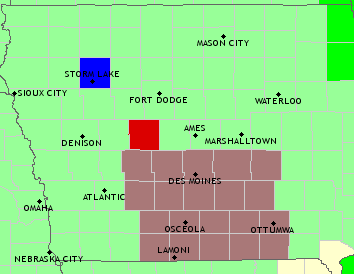 MASON CITY
STORM LAKE
SIOUX CITY
FORT DODGE
WATERLOO
AMES
DENISON
MARSHALLTOWN
DES MOINES
ATLANTIC
OMAHA
OSCEOLA
OTTUMWA
LAMONI
NEBRASKA CITY